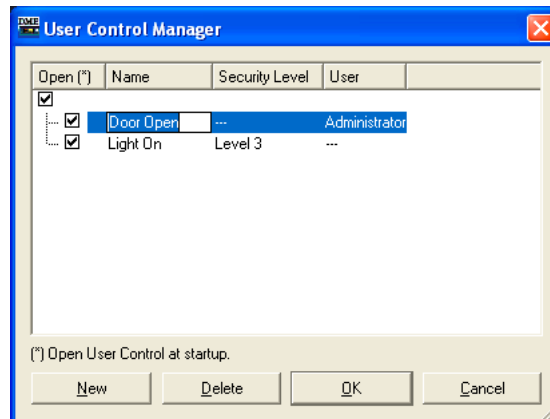 DME
User Control Manager
Open (*) Name Security Level User
Door Open --- Administrator
Light On Level 3 ---
(*) Open User Control at startup.
New Delete OK Cancel